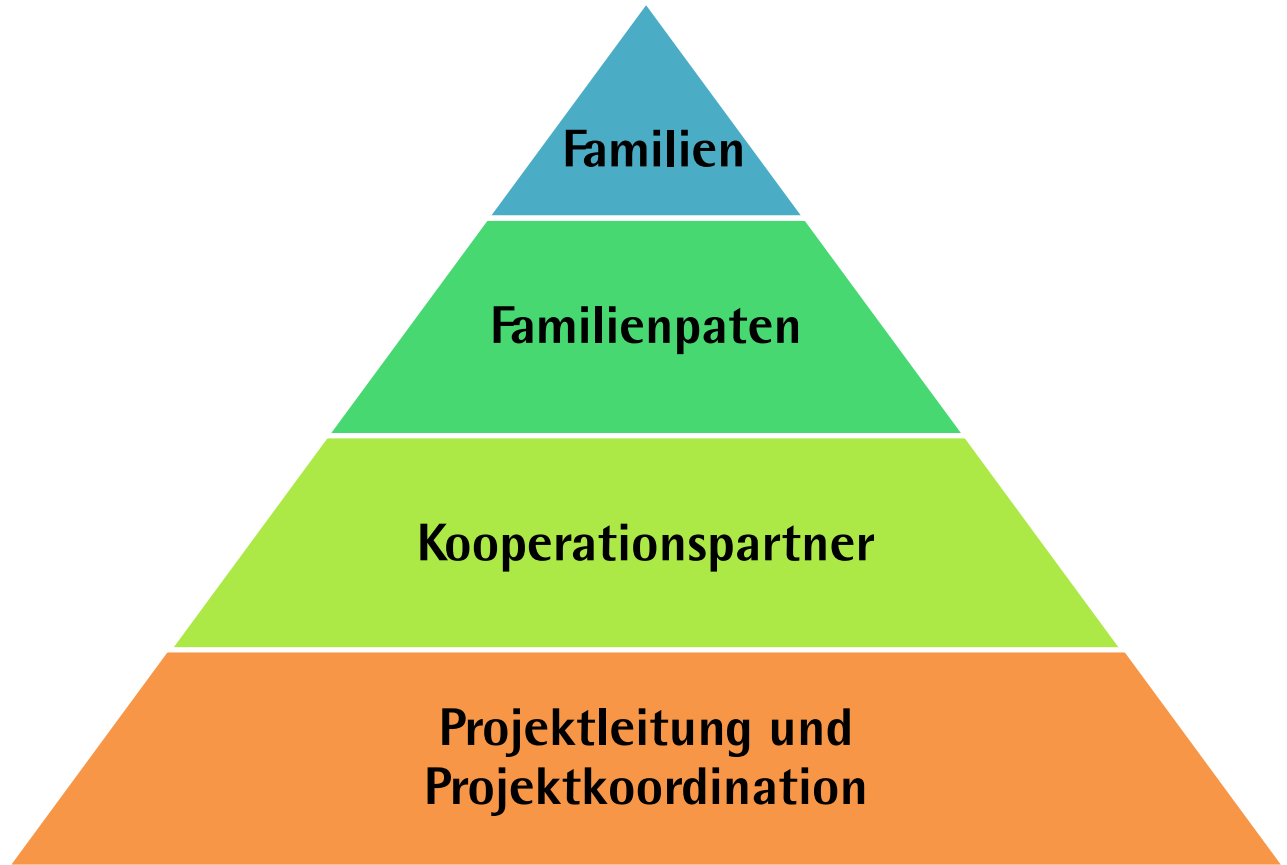 Familien
Familienpaten
Kooperationspartner
Projektleitung und
Projektkoordination